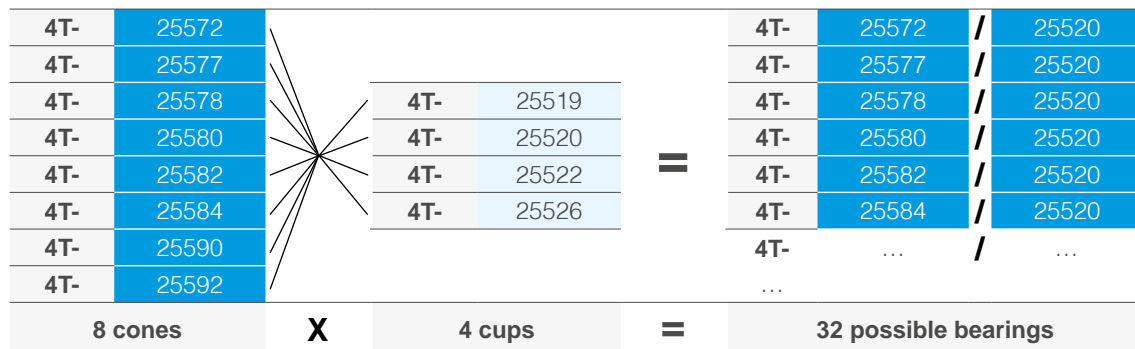 4T- 25572 4T- 25572 / 25520
4T- 25577 4T- 25577 / 25520
4T- 25578 4T- 25519 4T- 25578 / 25520
4T- 25580 4T- 25520 = 4T- 25580 / 25520
4T- 25582 4T- 25522 4T- 25582 / 25520
4T- 25584 4T- 25526 4T- 25584 / 25520
4T- 25590 4T- … / …
4T- 25592 …
8 cones X 4 cups = 32 possible bearings